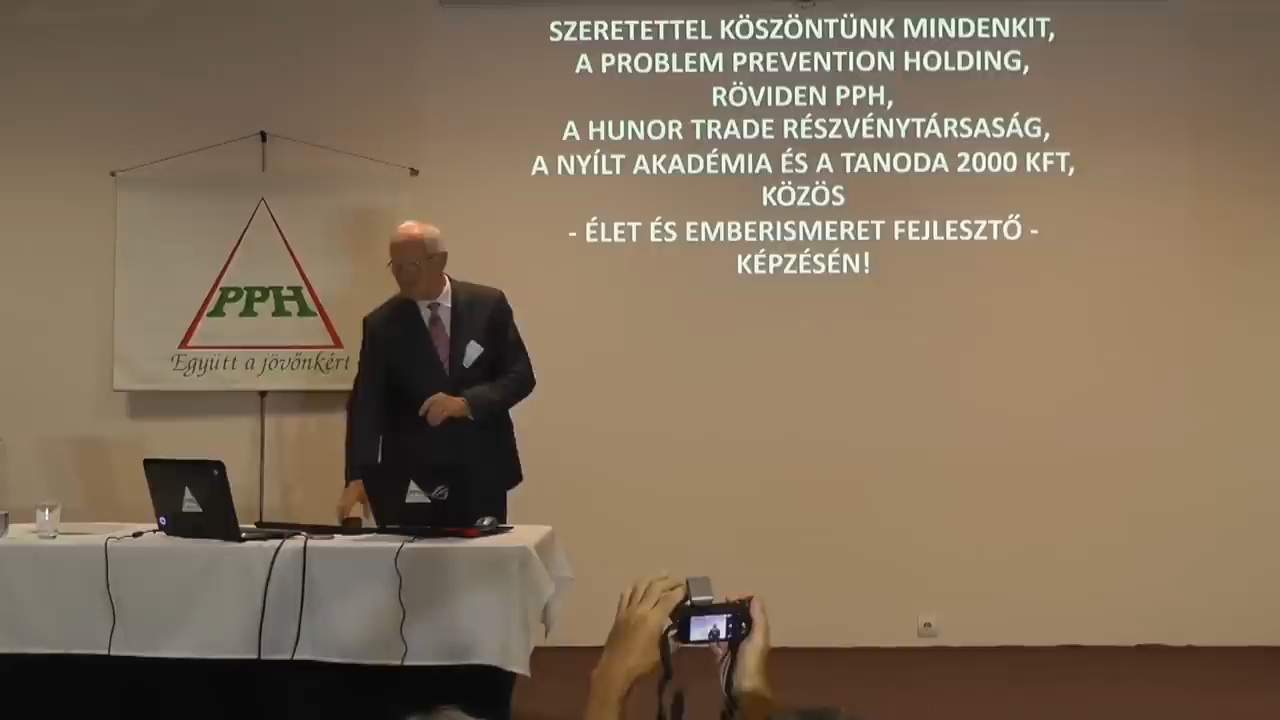 SZERETETTEL KÖSZÖNTÜNK MINDENKIT,
A PROBLEM PREVENTION HOLDING,
RÖVIDEN PPH,
A HUNOR TRADE RÉSZVÉNYTÁRSASÁG,
A NYÍLT AKADÉMIA ÉS A TANODA 2000 KFT,
KÖZÖS
- ÉLET ÉS EMBERISMERET FEJLESZTŐ -
KÉPZÉSÉN!
PPH
Együtt a jövőnkért